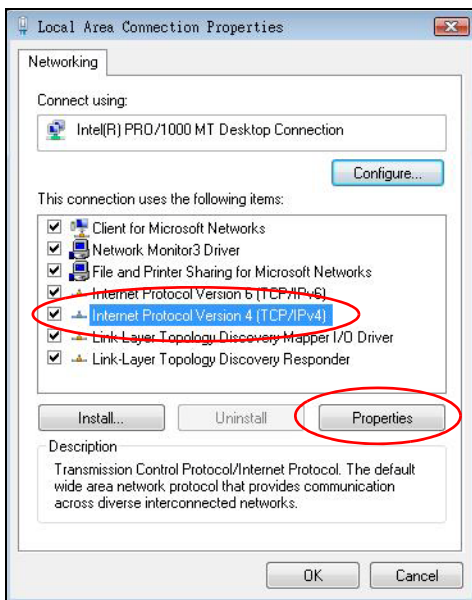 Local Area Connection Properties
Networking
Connect using:
Intel(R) PRO/1000 MT Desktop Connection
Configure...
This connection uses the following items:
Client for Microsoft Networks
Network Monitor3 Driver
File and Printer Sharing for Microsoft Networks
Internet Protocol Version 6 (TCP/IPv6)
Internet Protocol Version 4 (TCP/IPv4)
Link-Layer Topology Discovery Mapper I/O Driver
Link-Layer Topology Discovery Responder
Install... Uninstall Properties
Description
Transmission Control Protocol/Internet Protocol. The default
wide area network protocol that provides communication
across diverse interconnected networks.
OK Cancel